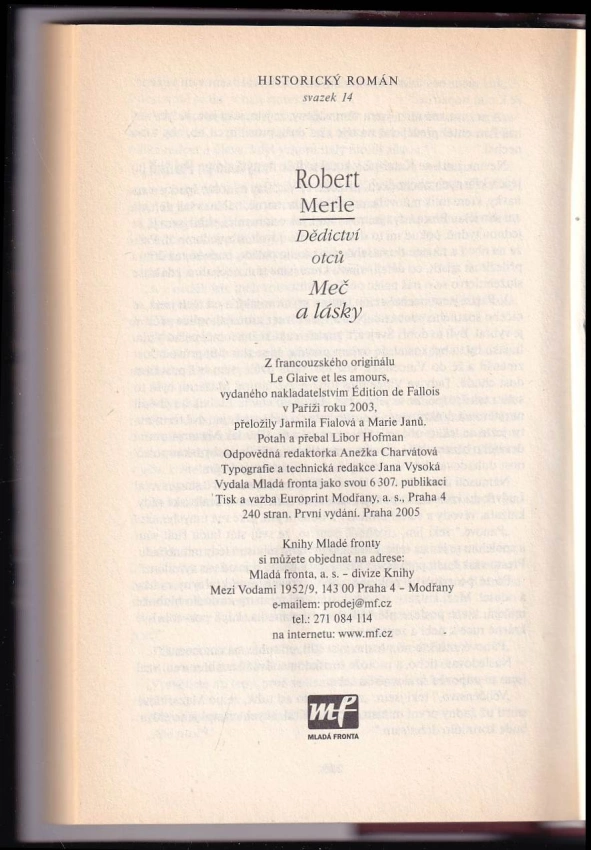 HISTORICKÝ ROMÁN
svazek 14
Robert
Merle
Dědictví
otců
Meč
a lásky
Z francouzského originálu
Le Glaive et les amours,
vydaného nakladatelstvím Édition de Fallois
v Paříži roku 2003,
přeložily Jarmila Fialová a Marie Janů.
Potah a přebal Libor Hofman
Odpovědná redaktorka Anežka Charvátová
Typografie a technická redakce Jana Vysoká
Vydala Mladá fronta jako svou 6 307. publikaci
Tisk a vazba Europrint Modřany, a. s., Praha 4
240 stran. První vydání. Praha 2005
Knihy Mladé fronty
si můžete objednat na adrese:
Mladá fronta, a. s. – divize Knihy
Mezi Vodami 1952/9, 143 00 Praha 4 – Modřany
e-mailem: prodej@mf.cz
tel.: 271 084 114
na internetu: www.mf.cz
mf
MLADÁ FRONTA